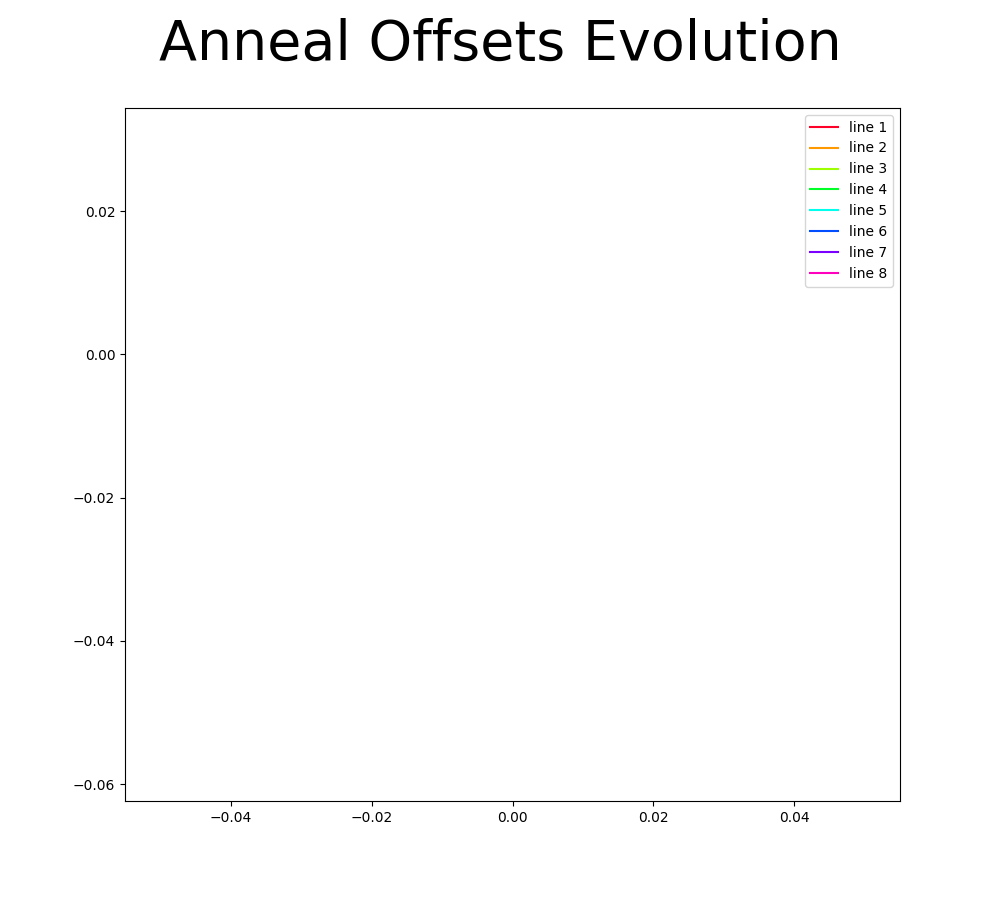 Anneal Offsets Evolution
line 1
line 2
line 3
line 4
line 5
line 6
line 7
line 8
0.02
0.00
−0.02
−0.04
−0.06
−0.04 −0.02 0.00 0.02 0.04